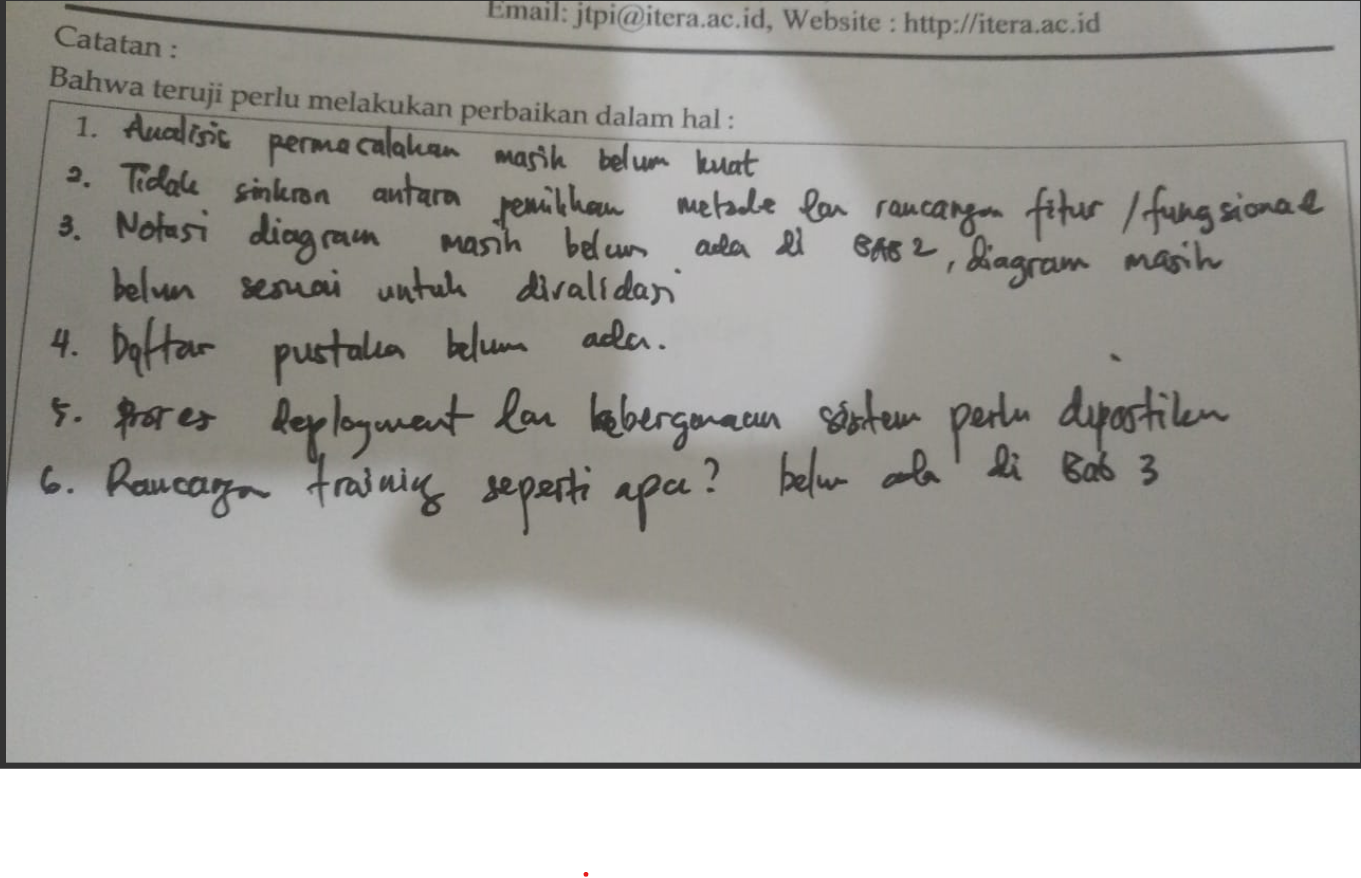 Email: jtpi@itera.ac.id, Website : http://itera.ac.id
Catatan :
Bahwa teruji perlu melakukan perbaikan dalam hal :
1. Analisis permasalahan masih belum kuat
2. Tidak sinkron antara pemilihan metode dan rancangan fitur / fungsional
3. Notasi diagram masih belum ada di BAB 2, diagram masih
belum sesuai untuk divalidasi
4. Daftar pustaka belum ada.
5. Proses deployment dan kebergunaan sistem perlu dipastikan
6. Rancangan training seperti apa? belum ada di Bab 3